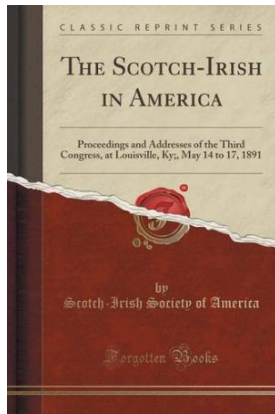 CLASSIC REPRINT SERIES
THE SCOTCH-IRISH
IN AMERICA
Proceedings and Addresses of the Third
Congress, at Louisville, Ky;, May 14 to 17, 1891
by
Scotch-Irish Society of America
Forgotten Books